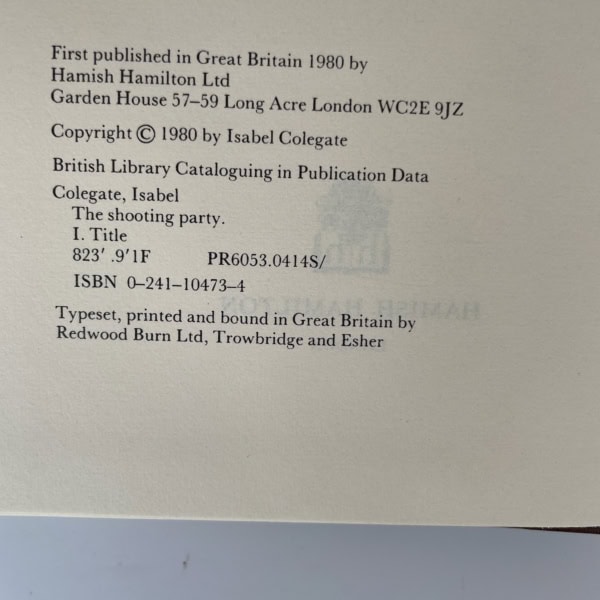 First published in Great Britain 1980 by
Hamish Hamilton Ltd
Garden House 57–59 Long Acre London WC2E 9JZ
Copyright © 1980 by Isabel Colegate
British Library Cataloguing in Publication Data
Colegate, Isabel
The shooting party.
I. Title
823′ .9′1F PR6053.0414S/
ISBN 0–241–10473–4
Typeset, printed and bound in Great Britain by
Redwood Burn Ltd, Trowbridge and Esher
HAMISH HAMILTON